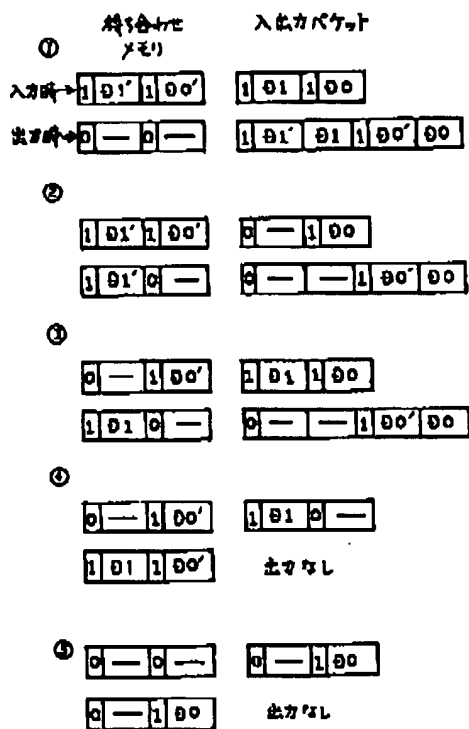 待ち合わせ 入出力パケット
メモリ
①
入力時→ 1 D1' 1 D0' 1 D1 1 D0
出力時→ 0 — 0 — 1 D1' D1 1 D0' D0
②
1 D1' 1 D0' 0 — 1 D0
1 D1' 0 — 0 — — 1 D0' D0
③
0 — 1 D0' 1 D1 1 D0
1 D1 0 — 0 — — 1 D0' D0
④
0 — 1 D0' 1 D1 0 —
1 D1 1 D0' 出力なし
⑤
0 — 0 — 0 — 1 D0
0 — 1 D0 出力なし